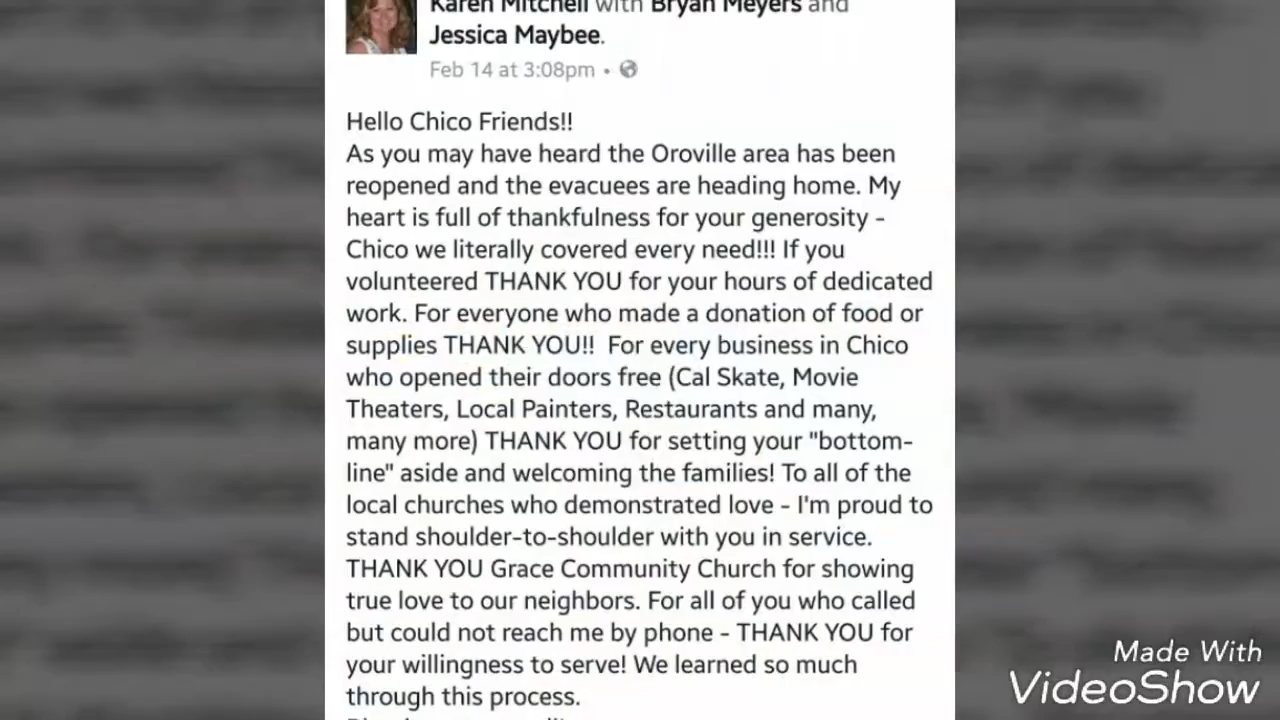 Karen Mitchell with Bryan Meyers and
Jessica Maybee.
Feb 14 at 3:08pm •
Hello Chico Friends!!
As you may have heard the Oroville area has been
reopened and the evacuees are heading home. My
heart is full of thankfulness for your generosity -
Chico we literally covered every need!!! If you
volunteered THANK YOU for your hours of dedicated
work. For everyone who made a donation of food or
supplies THANK YOU!!  For every business in Chico
who opened their doors free (Cal Skate, Movie
Theaters, Local Painters, Restaurants and many,
many more) THANK YOU for setting your "bottom-
line" aside and welcoming the families! To all of the
local churches who demonstrated love - I'm proud to
stand shoulder-to-shoulder with you in service.
THANK YOU Grace Community Church for showing
true love to our neighbors. For all of you who called
but could not reach me by phone - THANK YOU for
your willingness to serve! We learned so much
through this process.
Made With
VideoShow